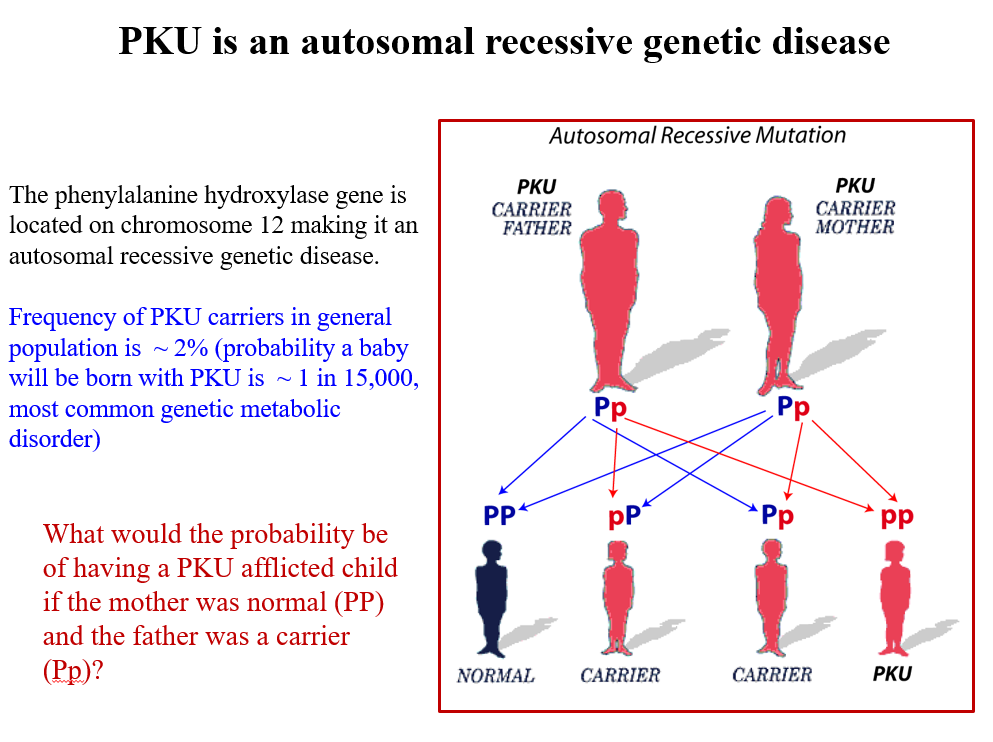 PKU is an autosomal recessive genetic disease
The phenylalanine hydroxylase gene is
located on chromosome 12 making it an
autosomal recessive genetic disease.
Frequency of PKU carriers in general
population is ~ 2% (probability a baby
will be born with PKU is ~ 1 in 15,000,
most common genetic metabolic
disorder)
What would the probability be
of having a PKU afflicted child
if the mother was normal (PP)
and the father was a carrier
(Pp)?
Autosomal Recessive Mutation
PKU
CARRIER
FATHER
PKU
CARRIER
MOTHER
Pp
Pp
PP
pP
Pp
pp
NORMAL
CARRIER
CARRIER
PKU